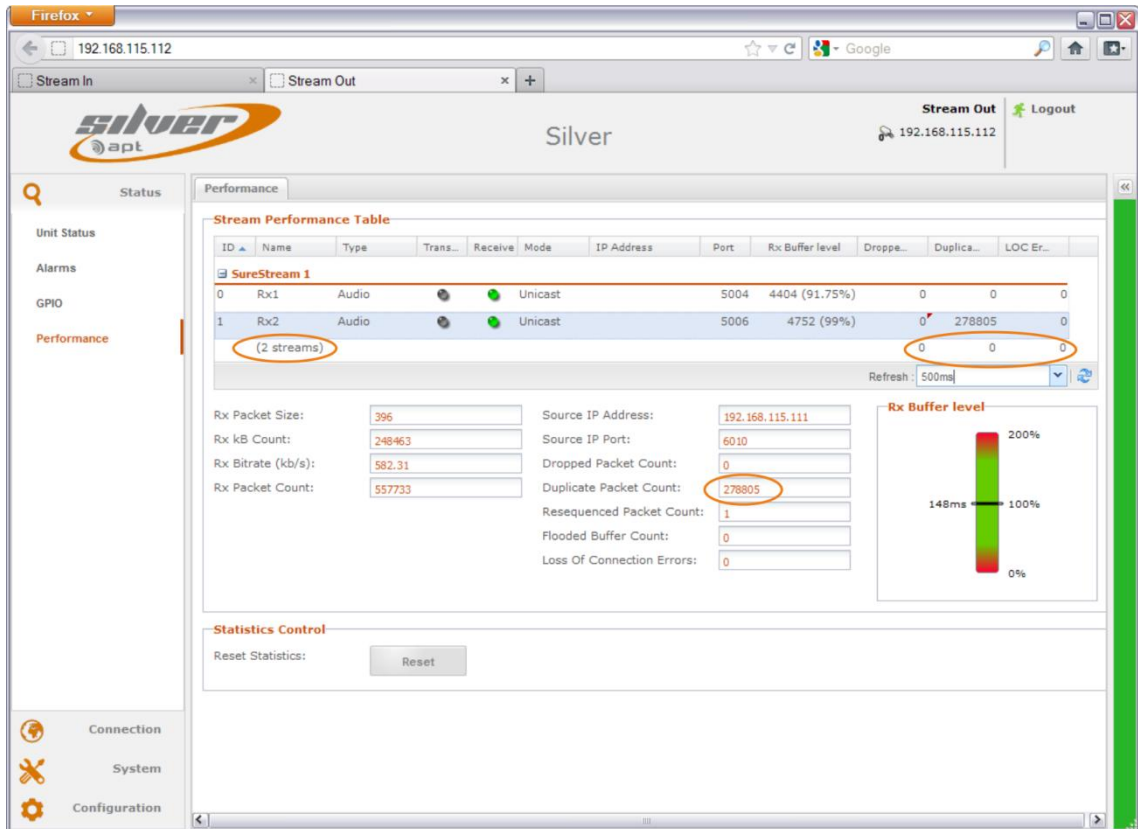 Firefox
192.168.115.112
Google
Stream In
Stream Out
silver
apt
Silver
Stream Out
192.168.115.112
Logout
Status
Unit Status
Alarms
GPIO
Performance
Connection
System
Configuration
Performance
Stream Performance Table
ID Name Type Trans... Receive Mode IP Address Port Rx Buffer level Droppe... Duplica... LOC Er...
SureStream 1
0 Rx1 Audio Unicast 5004 4404 (91.75%) 0 0 0
1 Rx2 Audio Unicast 5006 4752 (99%) 0 278805 0
(2 streams) 0 0 0
Refresh : 500ms
Rx Packet Size: 396
Rx kB Count: 248463
Rx Bitrate (kb/s): 582.31
Rx Packet Count: 557733
Source IP Address: 192.168.115.111
Source IP Port: 6010
Dropped Packet Count: 0
Duplicate Packet Count: 278805
Resequenced Packet Count: 1
Flooded Buffer Count: 0
Loss Of Connection Errors: 0
Rx Buffer level
200%
148ms 100%
0%
Statistics Control
Reset Statistics: Reset